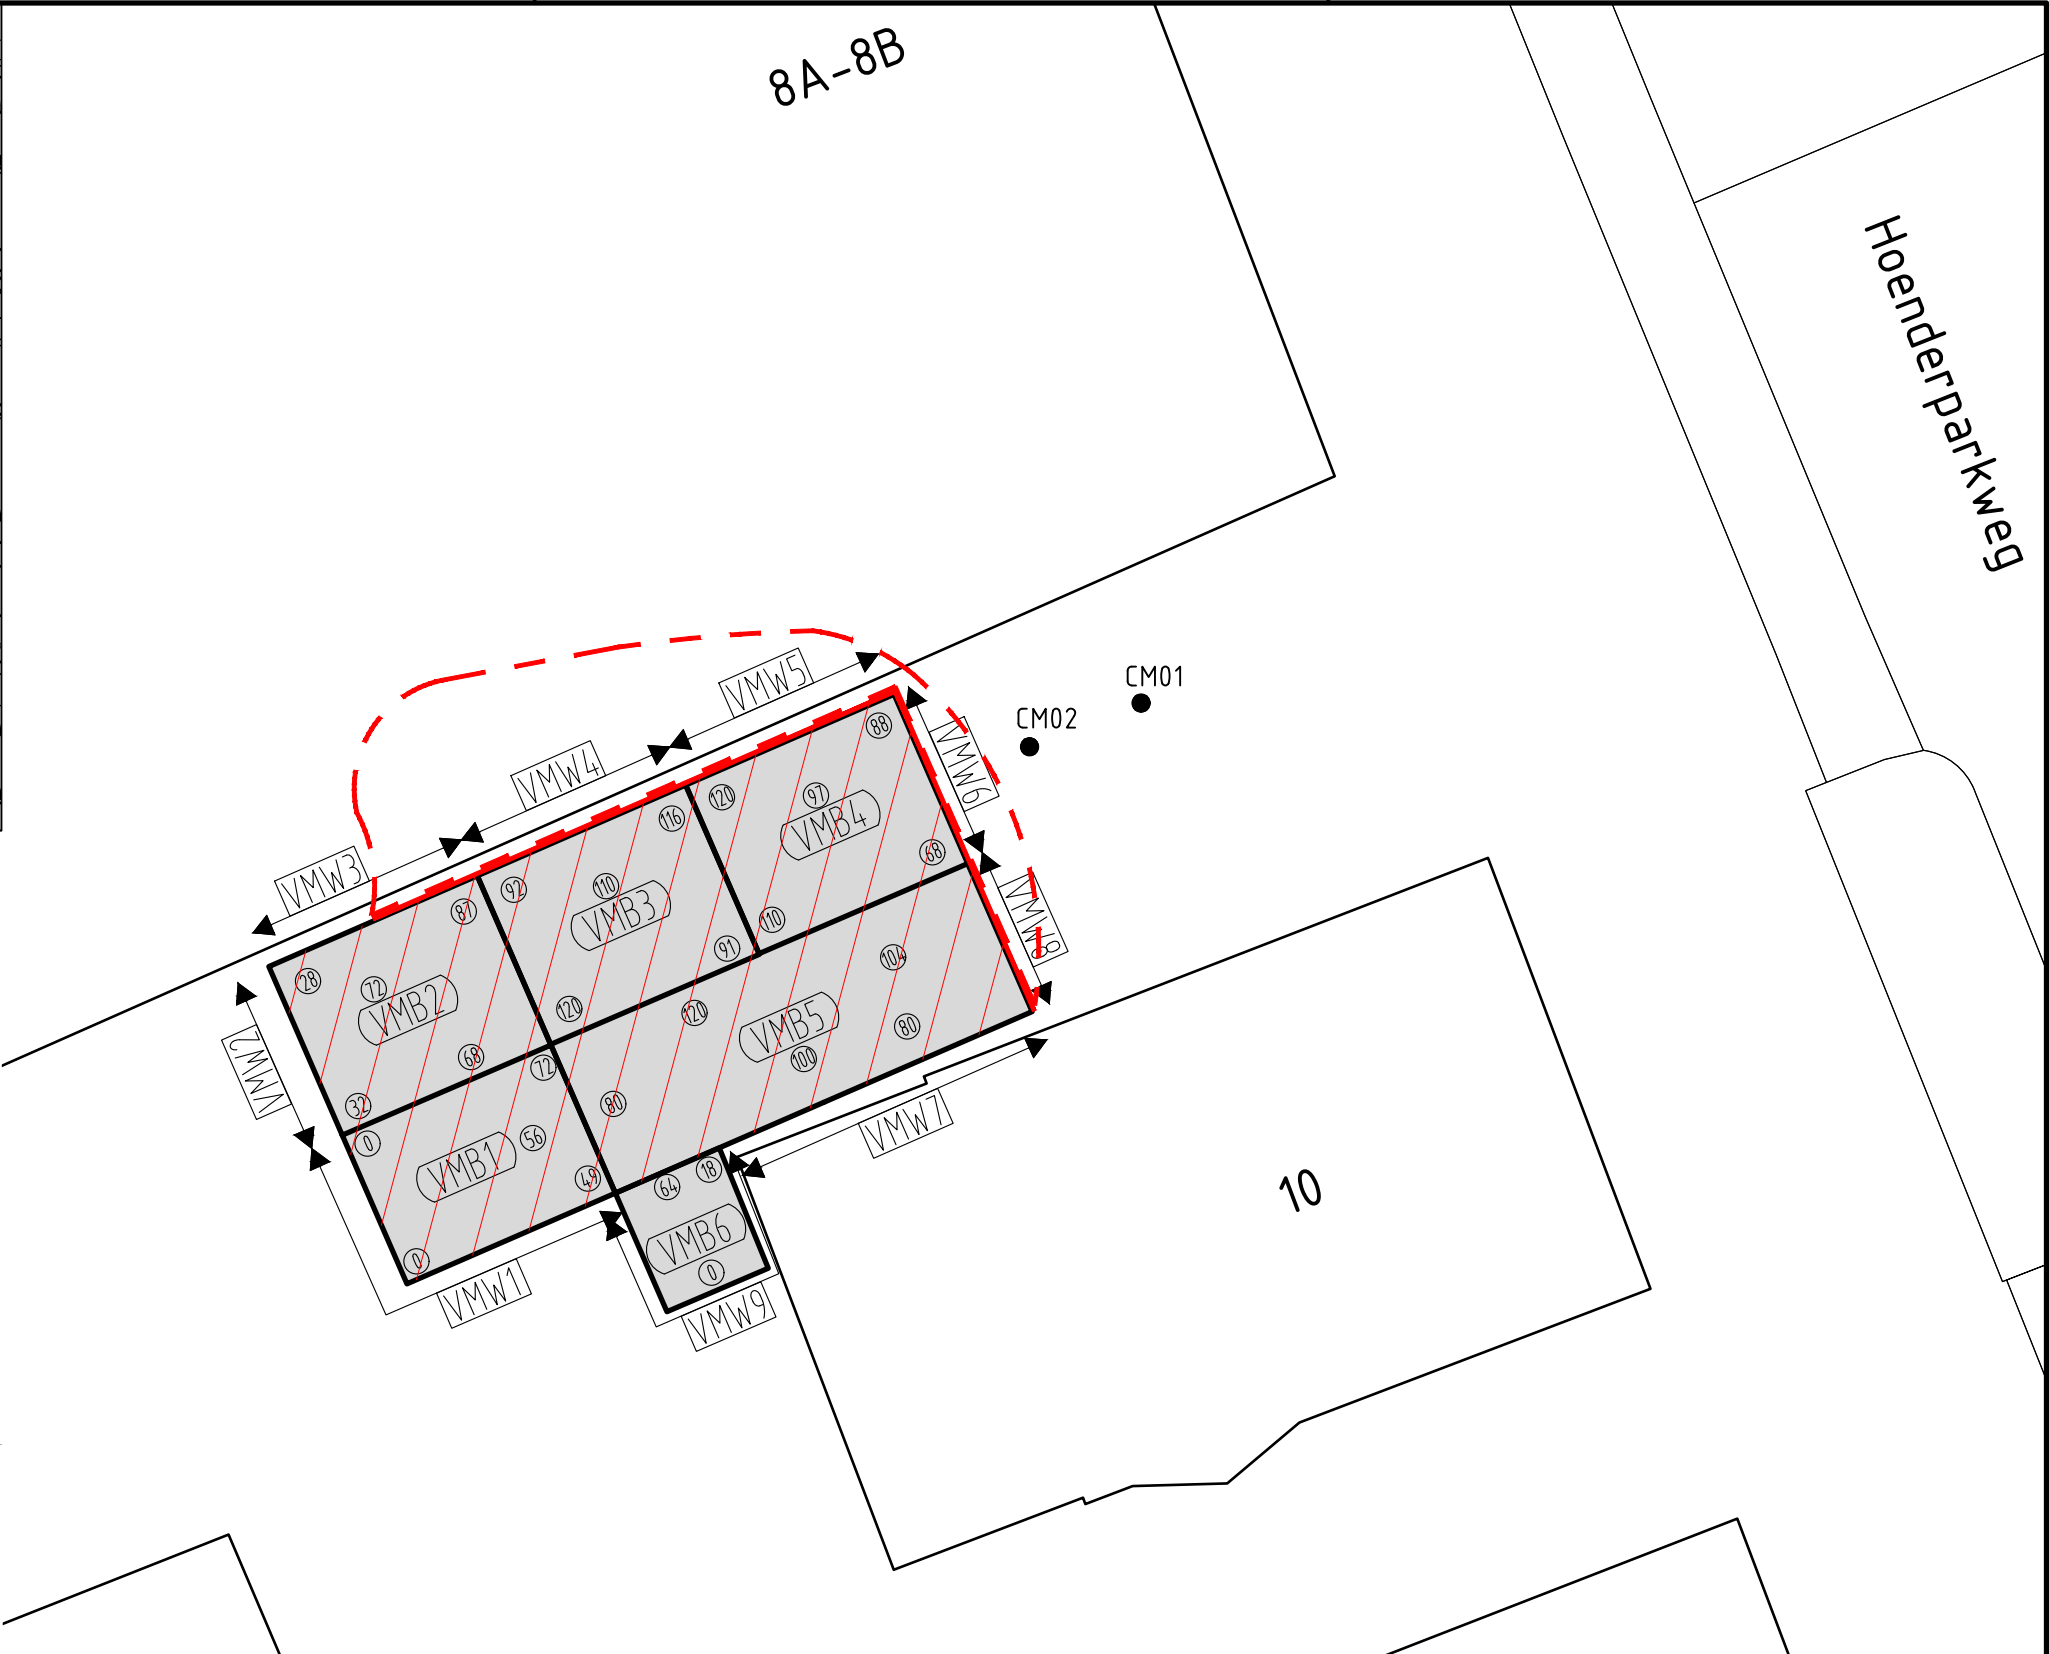 8A-8B
Hoenderparkweg
CM01
CM02
VMW5
VMW4
VMW3
VMW6
VMW8
VMW2
VMW7
VMW1
VMW9
88
120
97
116
VMB4
68
92
110
87
VMB3
110
91
28
72
VMB2
120
120
104
VMB5
80
100
68
72
32
80
0
56
VMB1
49
18
64
VMB6
0
0
10